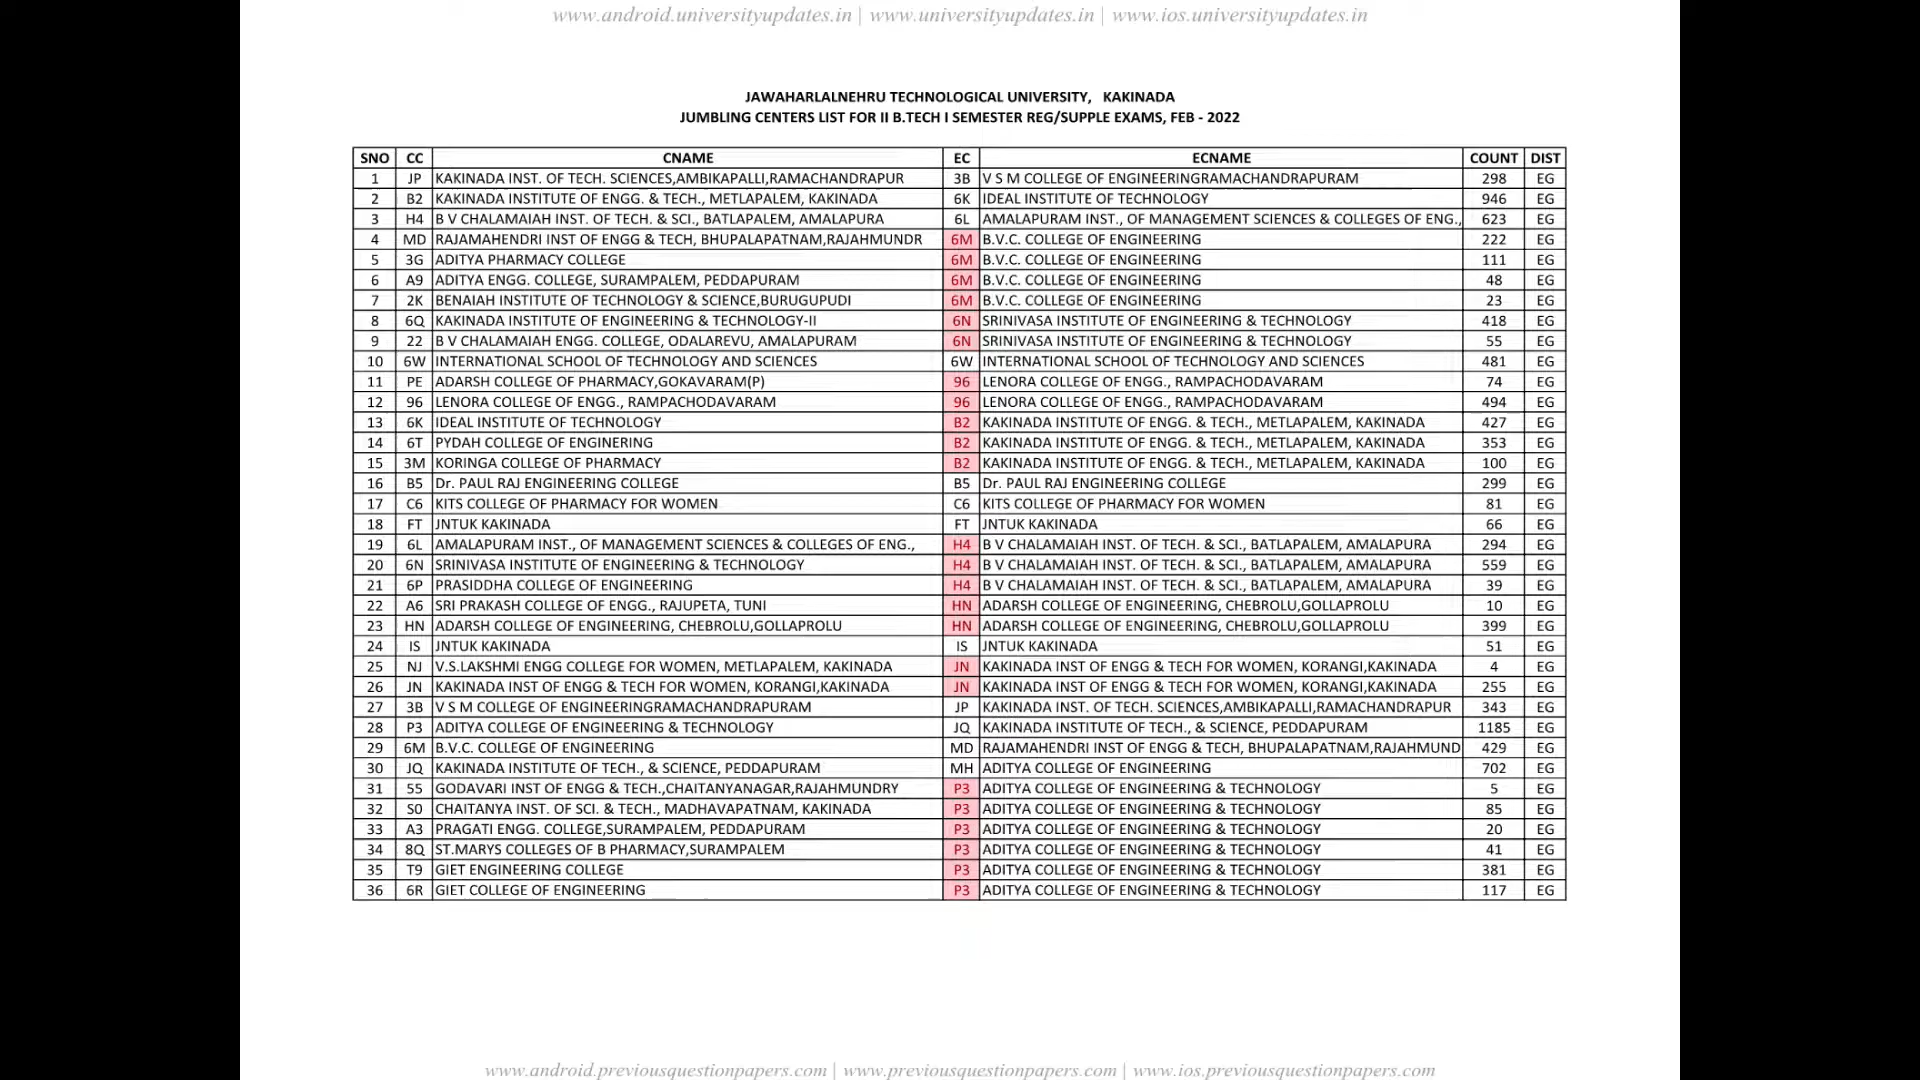 www.android.universityupdates.in | www.universityupdates.in | www.ios.universityupdates.in
JAWAHARLALNEHRU TECHNOLOGICAL UNIVERSITY, KAKINADA
JUMBLING CENTERS LIST FOR II B.TECH I SEMESTER REG/SUPPLE EXAMS, FEB - 2022
SNO CC CNAME EC ECNAME COUNT DIST
1 JP KAKINADA INST. OF TECH. SCIENCES,AMBIKAPALLI,RAMACHANDRAPUR 3B V S M COLLEGE OF ENGINEERINGRAMACHANDRAPURAM 298 EG
2 B2 KAKINADA INSTITUTE OF ENGG. & TECH., METLAPALEM, KAKINADA 6K IDEAL INSTITUTE OF TECHNOLOGY 946 EG
3 H4 B V CHALAMAIAH INST. OF TECH. & SCI., BATLAPALEM, AMALAPURA 6L AMALAPURAM INST., OF MANAGEMENT SCIENCES & COLLEGES OF ENG., 623 EG
4 MD RAJAMAHENDRI INST OF ENGG & TECH, BHUPALAPATNAM,RAJAHMUNDR 6M B.V.C. COLLEGE OF ENGINEERING 222 EG
5 3G ADITYA PHARMACY COLLEGE 6M B.V.C. COLLEGE OF ENGINEERING 111 EG
6 A9 ADITYA ENGG. COLLEGE, SURAMPALEM, PEDDAPURAM 6M B.V.C. COLLEGE OF ENGINEERING 48 EG
7 2K BENAIAH INSTITUTE OF TECHNOLOGY & SCIENCE,BURUGUPUDI 6M B.V.C. COLLEGE OF ENGINEERING 23 EG
8 6Q KAKINADA INSTITUTE OF ENGINEERING & TECHNOLOGY-II 6N SRINIVASA INSTITUTE OF ENGINEERING & TECHNOLOGY 418 EG
9 22 B V CHALAMAIAH ENGG. COLLEGE, ODALAREVU, AMALAPURAM 6N SRINIVASA INSTITUTE OF ENGINEERING & TECHNOLOGY 55 EG
10 6W INTERNATIONAL SCHOOL OF TECHNOLOGY AND SCIENCES 6W INTERNATIONAL SCHOOL OF TECHNOLOGY AND SCIENCES 481 EG
11 PE ADARSH COLLEGE OF PHARMACY,GOKAVARAM(P) 96 LENORA COLLEGE OF ENGG., RAMPACHODAVARAM 74 EG
12 96 LENORA COLLEGE OF ENGG., RAMPACHODAVARAM 96 LENORA COLLEGE OF ENGG., RAMPACHODAVARAM 494 EG
13 6K IDEAL INSTITUTE OF TECHNOLOGY B2 KAKINADA INSTITUTE OF ENGG. & TECH., METLAPALEM, KAKINADA 427 EG
14 6T PYDAH COLLEGE OF ENGINERING B2 KAKINADA INSTITUTE OF ENGG. & TECH., METLAPALEM, KAKINADA 353 EG
15 3M KORINGA COLLEGE OF PHARMACY B2 KAKINADA INSTITUTE OF ENGG. & TECH., METLAPALEM, KAKINADA 100 EG
16 B5 Dr. PAUL RAJ ENGINEERING COLLEGE B5 Dr. PAUL RAJ ENGINEERING COLLEGE 299 EG
17 C6 KITS COLLEGE OF PHARMACY FOR WOMEN C6 KITS COLLEGE OF PHARMACY FOR WOMEN 81 EG
18 FT JNTUK KAKINADA FT JNTUK KAKINADA 66 EG
19 6L AMALAPURAM INST., OF MANAGEMENT SCIENCES & COLLEGES OF ENG., H4 B V CHALAMAIAH INST. OF TECH. & SCI., BATLAPALEM, AMALAPURA 294 EG
20 6N SRINIVASA INSTITUTE OF ENGINEERING & TECHNOLOGY H4 B V CHALAMAIAH INST. OF TECH. & SCI., BATLAPALEM, AMALAPURA 559 EG
21 6P PRASIDDHA COLLEGE OF ENGINEERING H4 B V CHALAMAIAH INST. OF TECH. & SCI., BATLAPALEM, AMALAPURA 39 EG
22 A6 SRI PRAKASH COLLEGE OF ENGG., RAJUPETA, TUNI HN ADARSH COLLEGE OF ENGINEERING, CHEBROLU,GOLLAPROLU 10 EG
23 HN ADARSH COLLEGE OF ENGINEERING, CHEBROLU,GOLLAPROLU HN ADARSH COLLEGE OF ENGINEERING, CHEBROLU,GOLLAPROLU 399 EG
24 IS JNTUK KAKINADA IS JNTUK KAKINADA 51 EG
25 NJ V.S.LAKSHMI ENGG COLLEGE FOR WOMEN, METLAPALEM, KAKINADA JN KAKINADA INST OF ENGG & TECH FOR WOMEN, KORANGI,KAKINADA 4 EG
26 JN KAKINADA INST OF ENGG & TECH FOR WOMEN, KORANGI,KAKINADA JN KAKINADA INST OF ENGG & TECH FOR WOMEN, KORANGI,KAKINADA 255 EG
27 3B V S M COLLEGE OF ENGINEERINGRAMACHANDRAPURAM JP KAKINADA INST. OF TECH. SCIENCES,AMBIKAPALLI,RAMACHANDRAPUR 343 EG
28 P3 ADITYA COLLEGE OF ENGINEERING & TECHNOLOGY JQ KAKINADA INSTITUTE OF TECH., & SCIENCE, PEDDAPURAM 1185 EG
29 6M B.V.C. COLLEGE OF ENGINEERING MD RAJAMAHENDRI INST OF ENGG & TECH, BHUPALAPATNAM,RAJAHMUND 429 EG
30 JQ KAKINADA INSTITUTE OF TECH., & SCIENCE, PEDDAPURAM MH ADITYA COLLEGE OF ENGINEERING 702 EG
31 55 GODAVARI INST OF ENGG & TECH.,CHAITANYANAGAR,RAJAHMUNDRY P3 ADITYA COLLEGE OF ENGINEERING & TECHNOLOGY 5 EG
32 S0 CHAITANYA INST. OF SCI. & TECH., MADHAVAPATNAM, KAKINADA P3 ADITYA COLLEGE OF ENGINEERING & TECHNOLOGY 85 EG
33 A3 PRAGATI ENGG. COLLEGE,SURAMPALEM, PEDDAPURAM P3 ADITYA COLLEGE OF ENGINEERING & TECHNOLOGY 20 EG
34 8Q ST.MARYS COLLEGES OF B PHARMACY,SURAMPALEM P3 ADITYA COLLEGE OF ENGINEERING & TECHNOLOGY 41 EG
35 T9 GIET ENGINEERING COLLEGE P3 ADITYA COLLEGE OF ENGINEERING & TECHNOLOGY 381 EG
36 6R GIET COLLEGE OF ENGINEERING P3 ADITYA COLLEGE OF ENGINEERING & TECHNOLOGY 117 EG
www.android.previousquestionpapers.com | www.previousquestionpapers.com | www.ios.previousquestionpapers.com